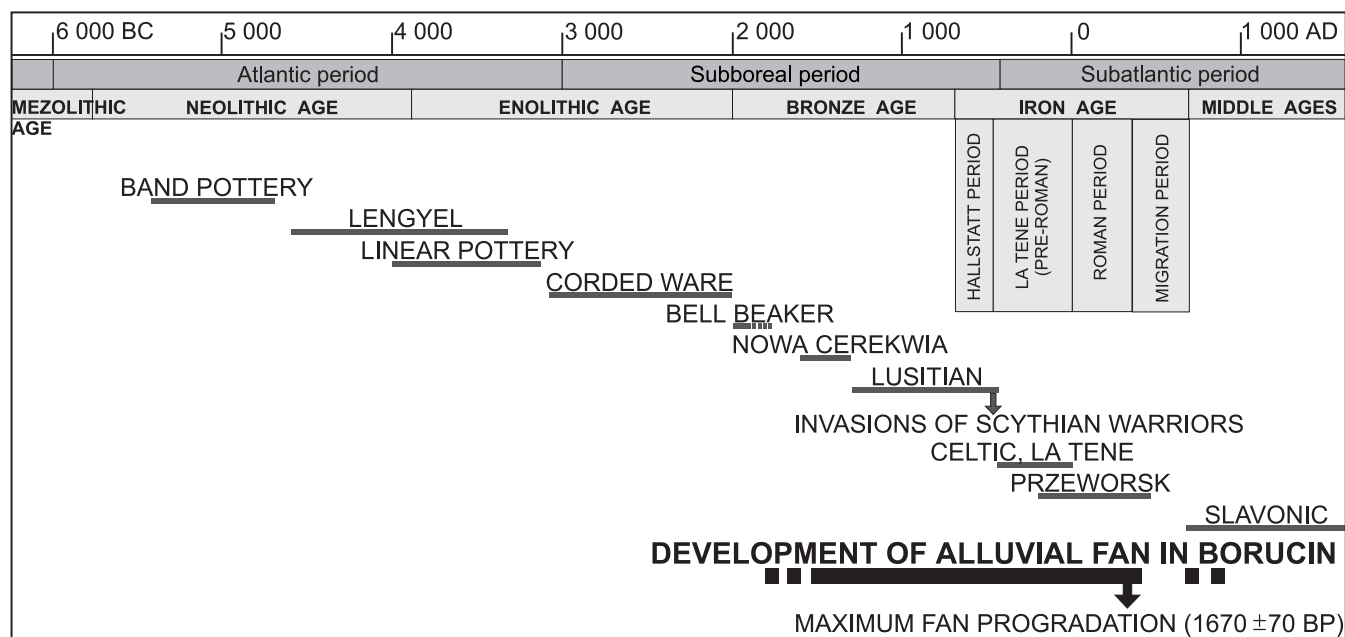 6 000 BC 5 000 4 000 3 000 2 000 1 000 0 1 000 AD
Atlantic period Subboreal period Subatlantic period
MEZOLITHIC AGE NEOLITHIC AGE ENOLITHIC AGE BRONZE AGE IRON AGE MIDDLE AGES
HALLSTATT PERIOD
LA TENE PERIOD
(PRE-ROMAN)
ROMAN PERIOD
MIGRATION PERIOD
BAND POTTERY
LENGYEL
LINEAR POTTERY
CORDED WARE
BELL BEAKER
NOWA CEREKWIA
LUSITIAN
INVASIONS OF SCYTHIAN WARRIORS
CELTIC, LA TENE
PRZEWORSK
SLAVONIC
DEVELOPMENT OF ALLUVIAL FAN IN BORUCIN
MAXIMUM FAN PROGRADATION (1670 ±70 BP)